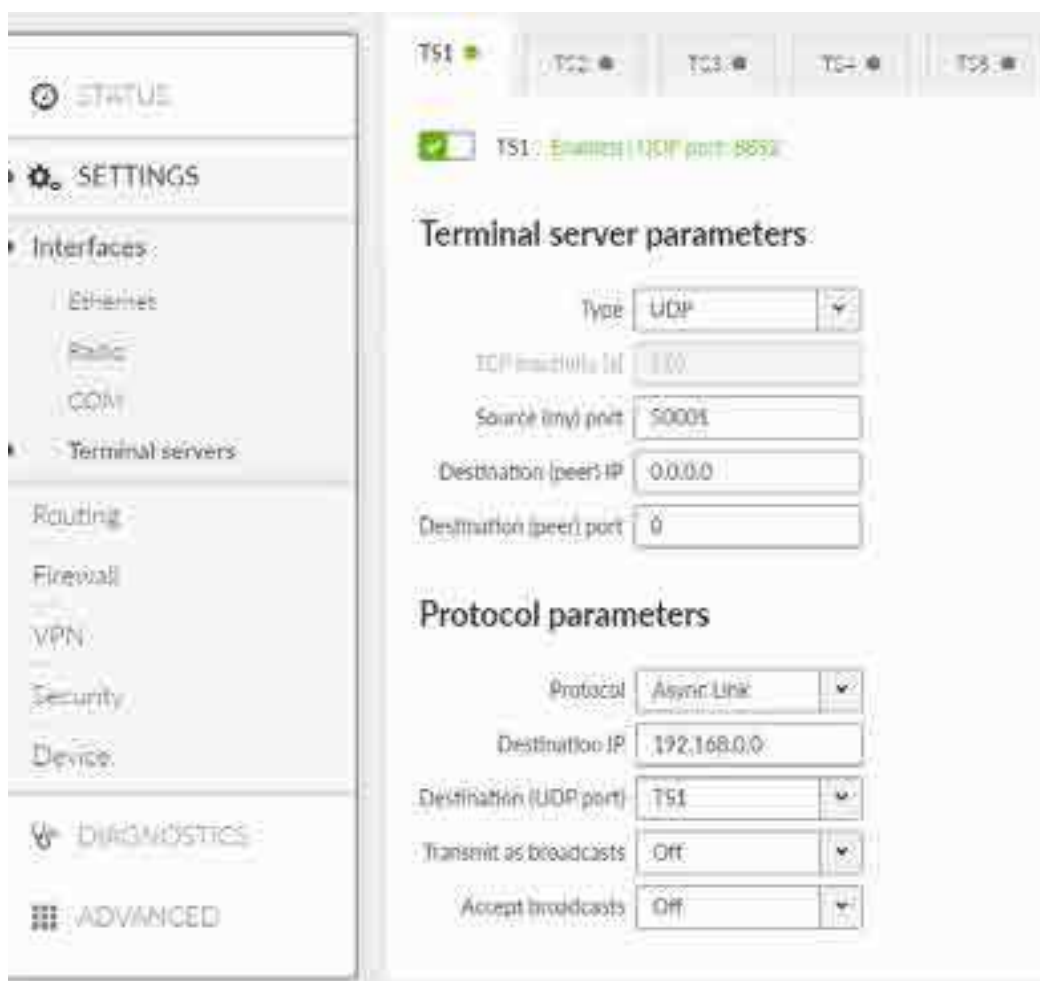 STATUS
SETTINGS
Interfaces
Ethernet
Radio
COM
Terminal servers
Routing
Firewall
VPN
Security
Device
DIAGNOSTICS
ADVANCED
TS1
TS2
TS3
TS4
TS5
TS1 : Enabled | UDP port:
Terminal server parameters
Type UDP
TCP Inactivity [s]
Source (my) port 50001
Destination (peer) IP 0.0.0.0
Destination (peer) port 0
Protocol parameters
Protocol Async Link
Destination IP 192.168.0.0
Destination (UDP port) TS1
Transmit as broadcasts Off
Accept broadcasts Off